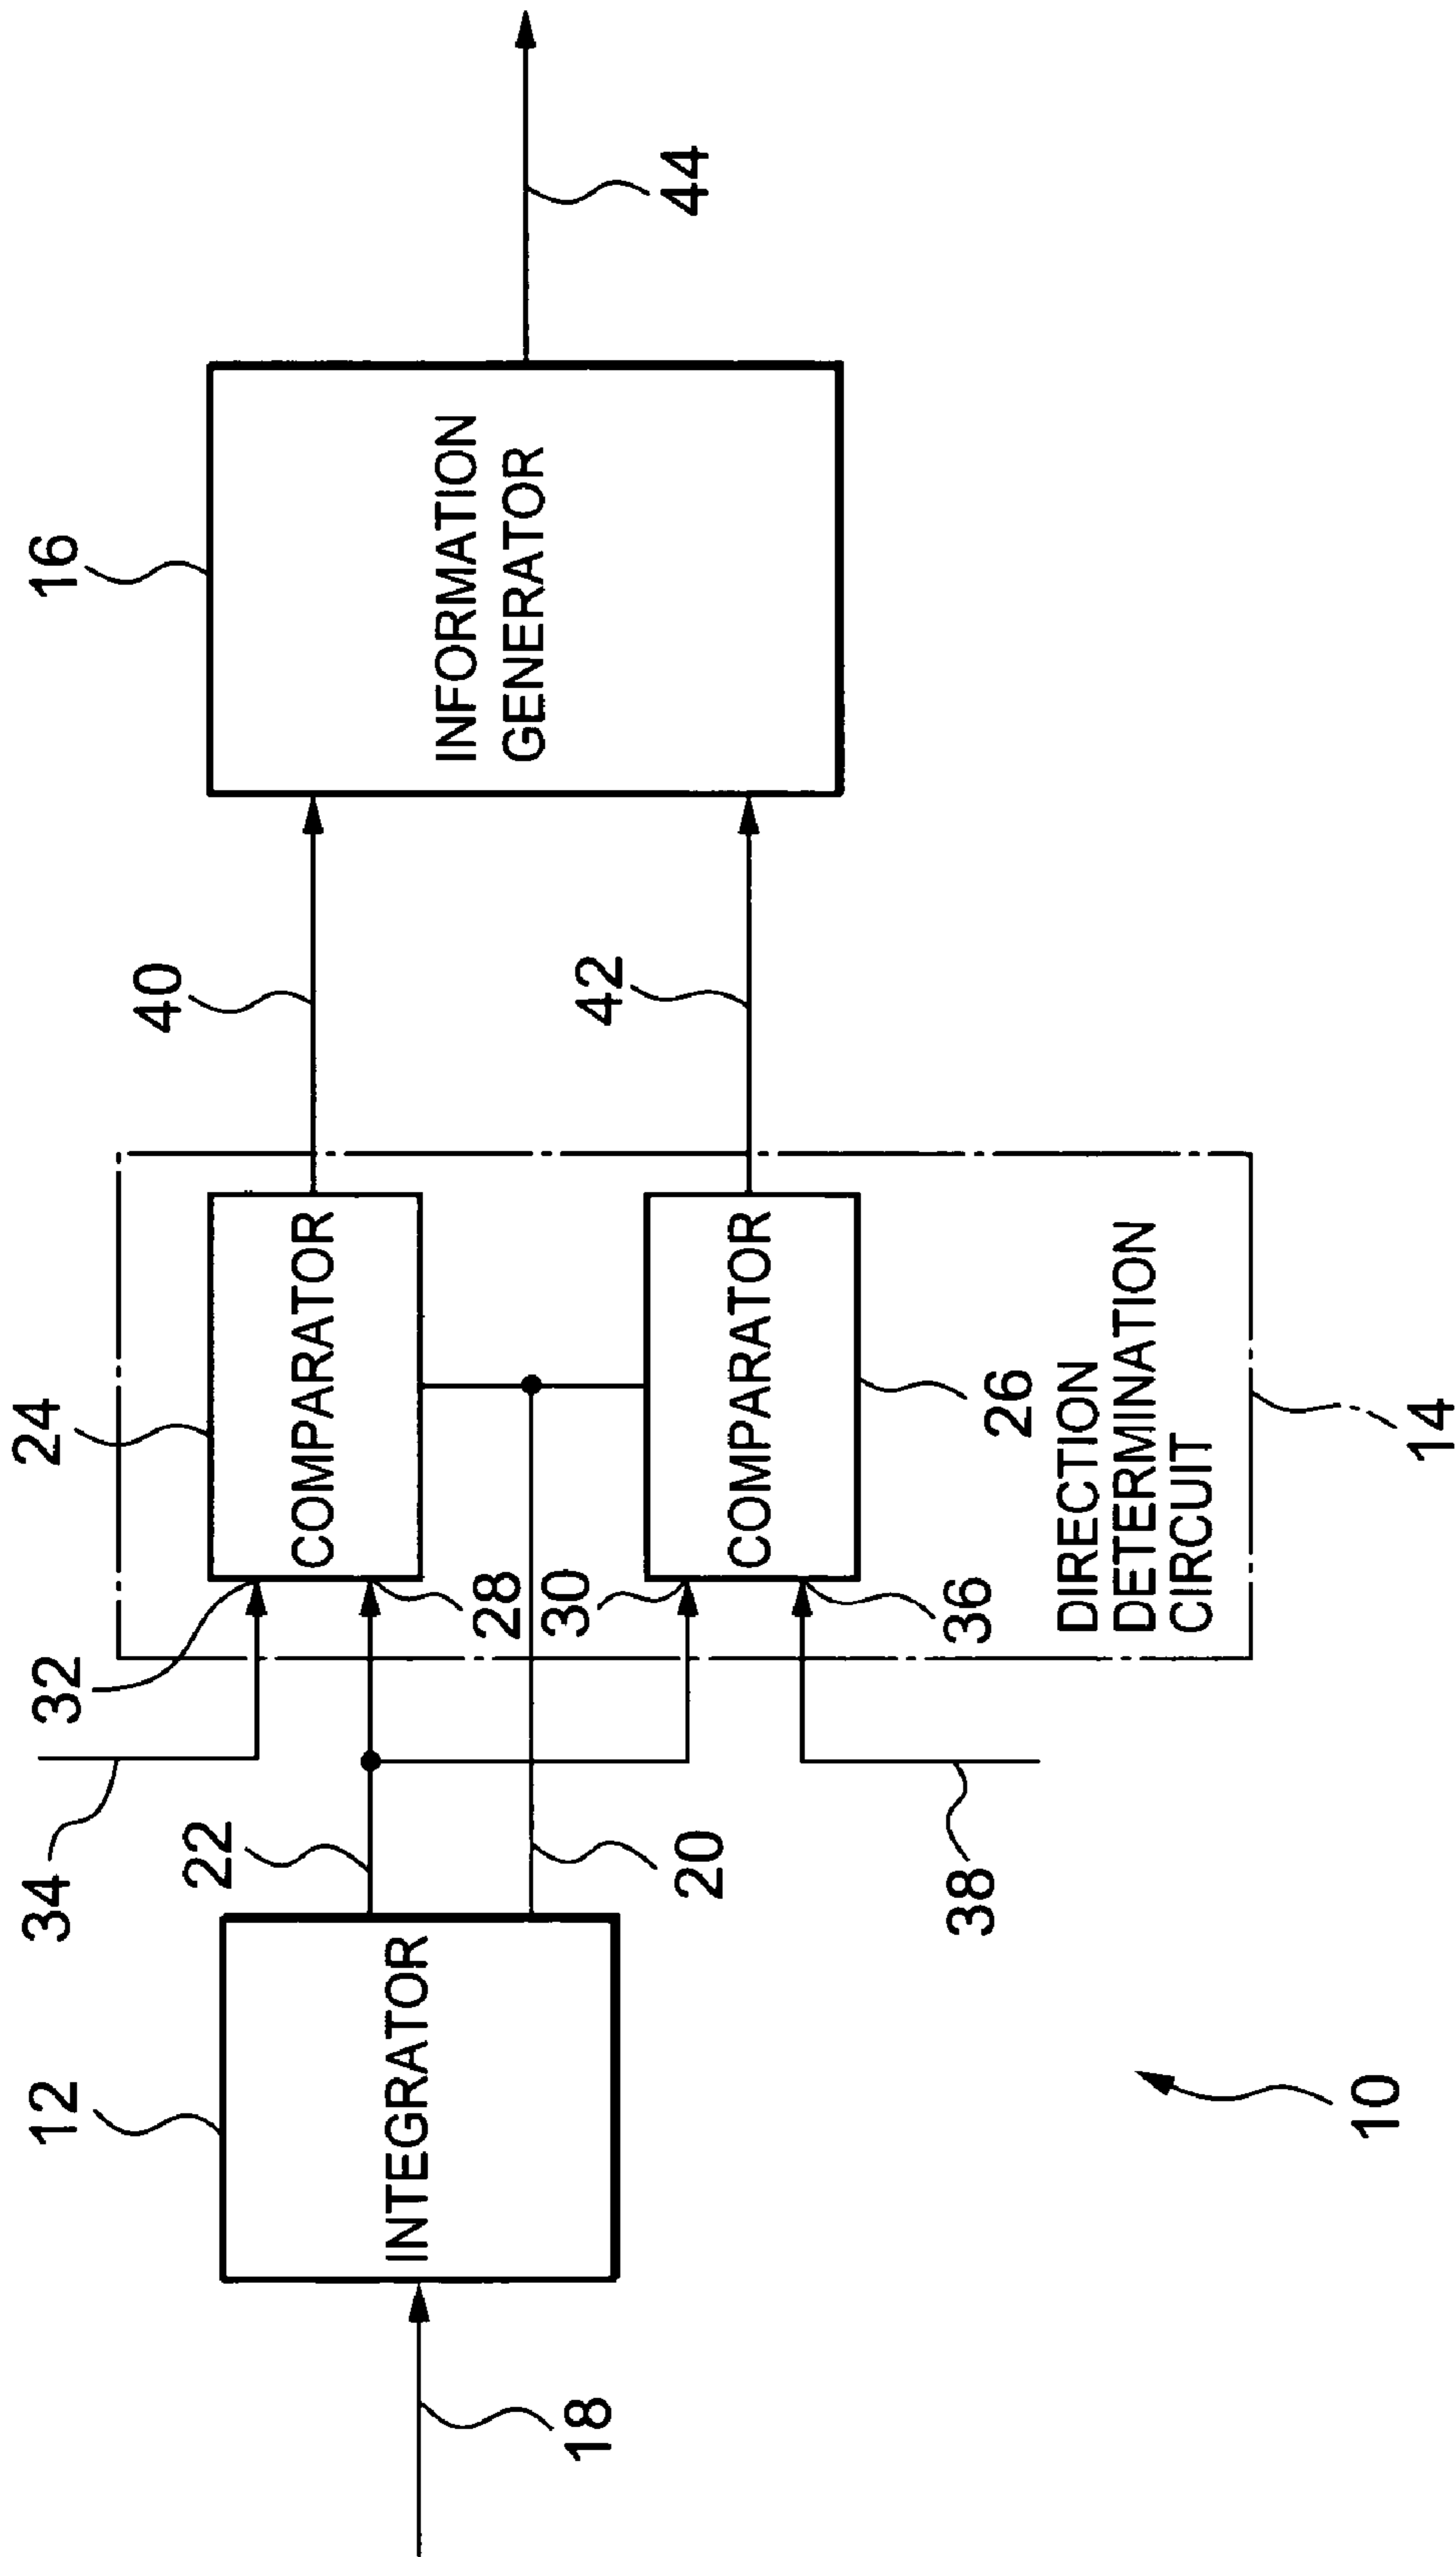 10
12
INTEGRATOR
18
34
22
20
38
32
28
30
36
24
COMPARATOR
COMPARATOR
26
DIRECTION
DETERMINATION
CIRCUIT
14
40
42
16
INFORMATION
GENERATOR
44